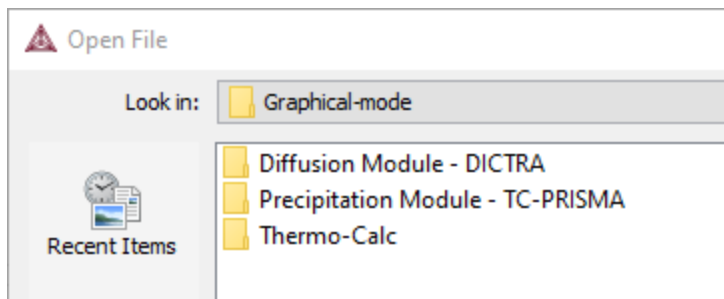 Open File
Look in:
Graphical-mode
Diffusion Module - DICTRA
Precipitation Module - TC-PRISMA
Thermo-Calc
Recent Items